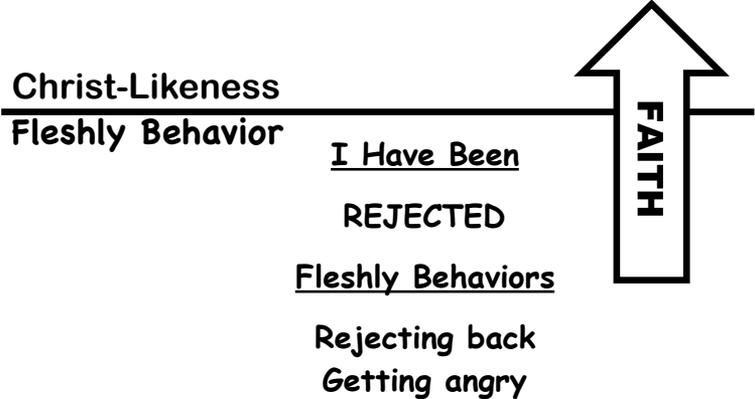 Christ-Likeness
Fleshly Behavior
I Have Been
REJECTED
Fleshly Behaviors
Rejecting back
Getting angry
FAITH